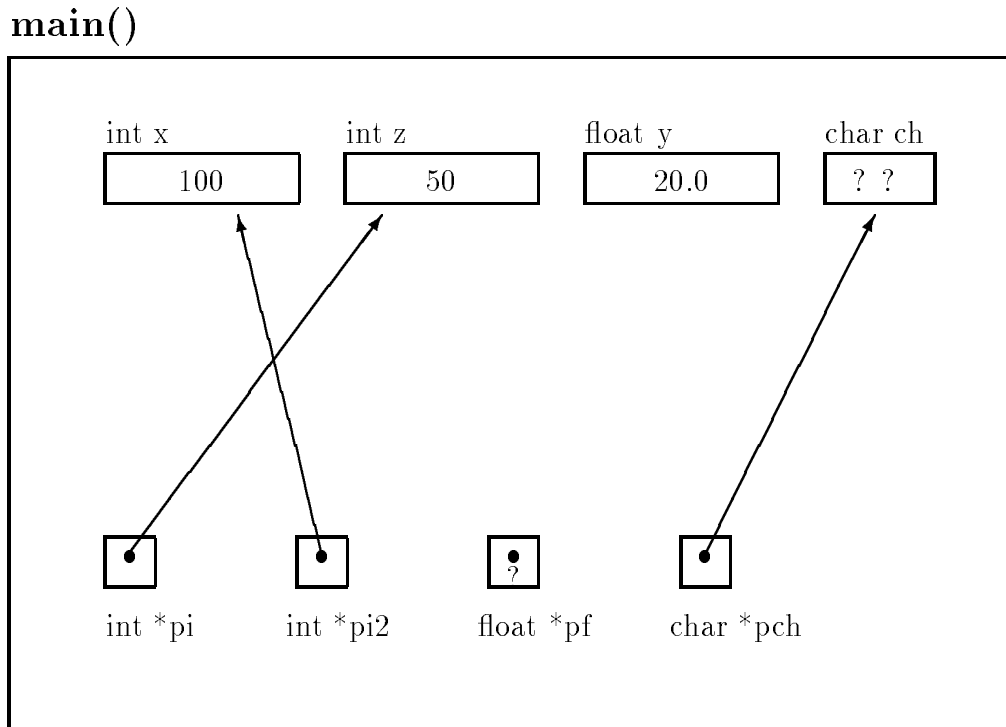 main()
int x int z float y char ch
100 50 20.0 ? ?
?
int *pi int *pi2 float *pf char *pch